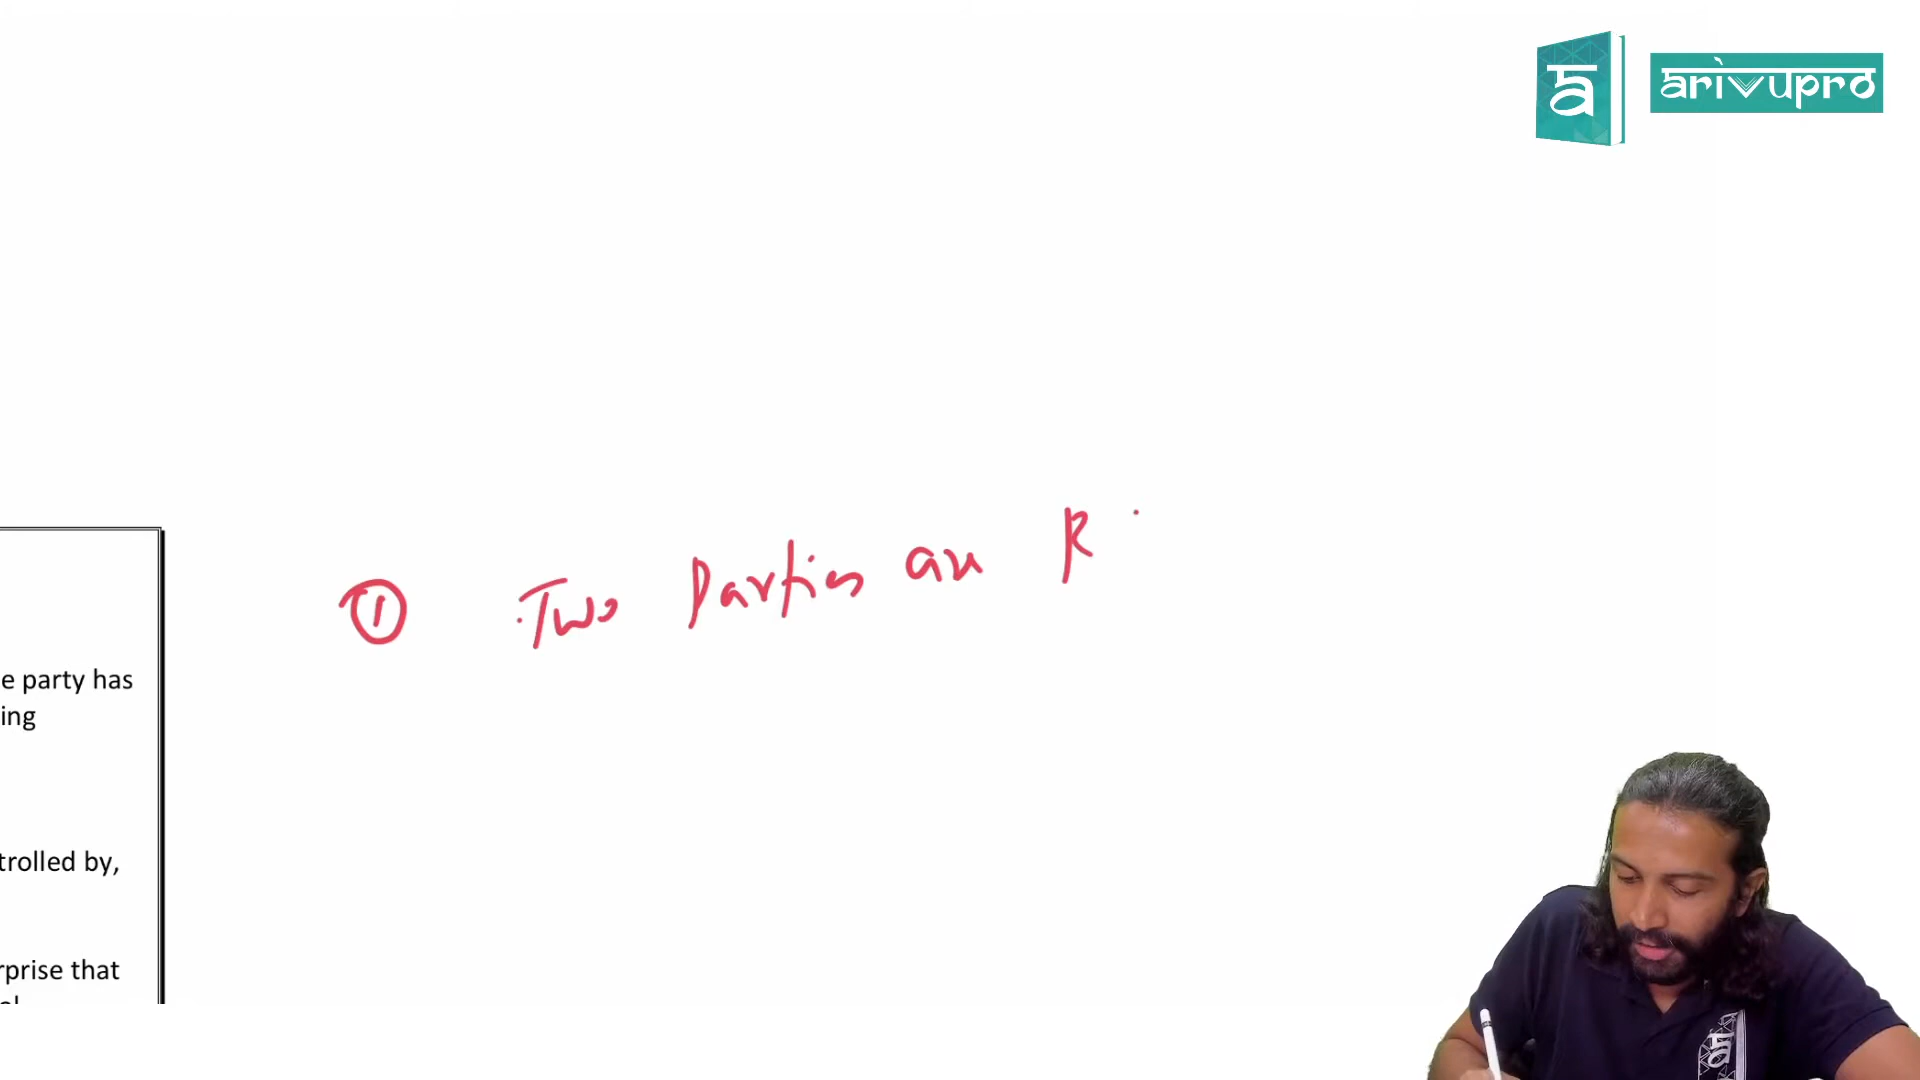 arivupro
① Two Parties are R
e party has
ing
trolled by,
rprise that